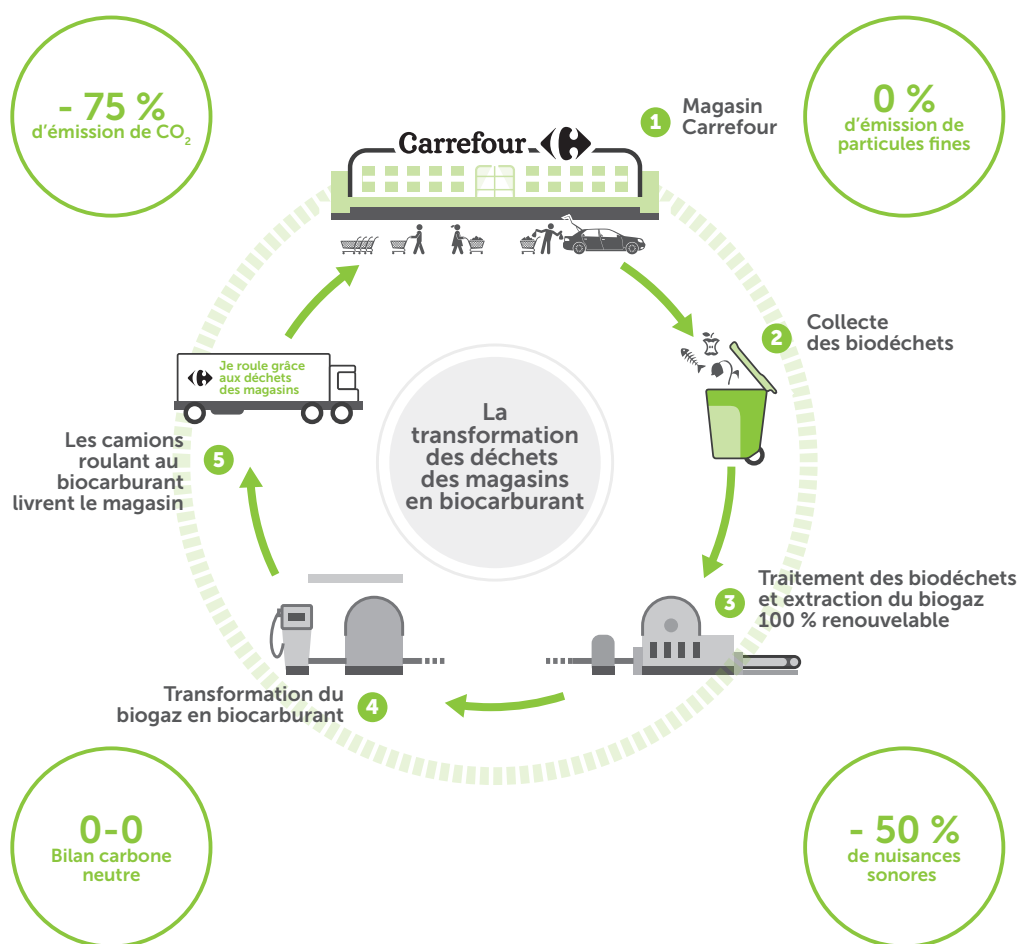 - 75 %
d'émission de CO₂
0 %
d'émission de
particules fines
Carrefour
1
Magasin
Carrefour
2
Collecte
des biodéchets
Je roule grâce
aux déchets
des magasins
La
transformation
des déchets
des magasins
en biocarburant
Les camions
roulant au
biocarburant
livrent le magasin
5
3
Traitement des biodéchets
et extraction du biogaz
100 % renouvelable
Transformation du
biogaz en biocarburant
4
0-0
Bilan carbone
neutre
- 50 %
de nuisances
sonores